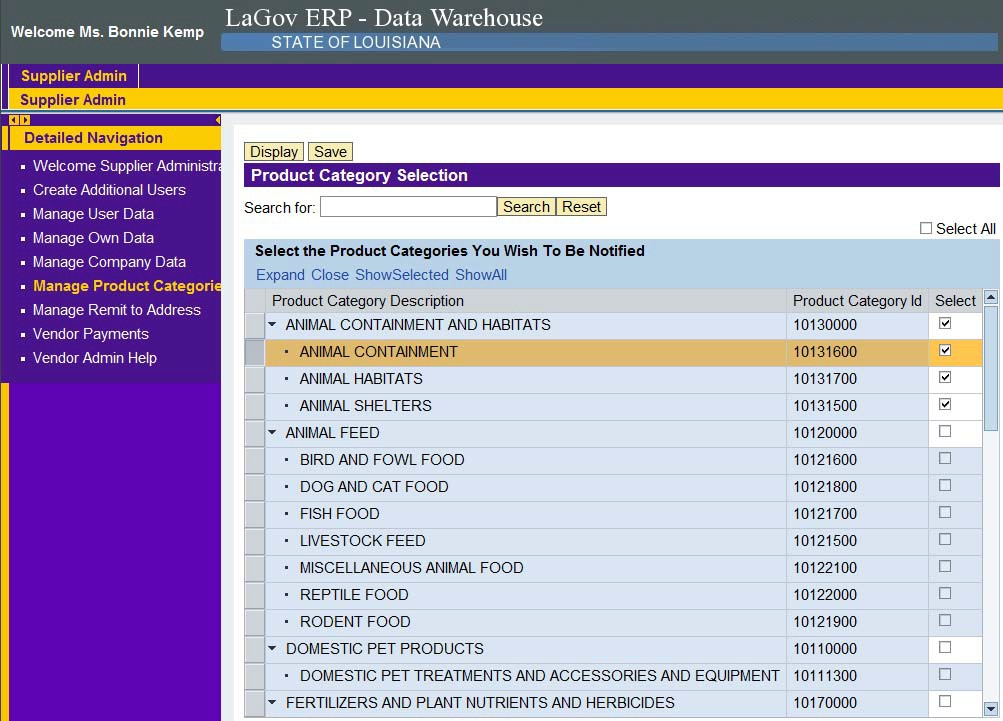 Welcome Ms. Bonnie Kemp
LaGov ERP - Data Warehouse
STATE OF LOUISIANA
Supplier Admin
Supplier Admin
Detailed Navigation
Welcome Supplier Administra
Create Additional Users
Manage User Data
Manage Own Data
Manage Company Data
Manage Product Categorie
Manage Remit to Address
Vendor Payments
Vendor Admin Help
Display Save
Product Category Selection
Search for: Search Reset
Select All
Select the Product Categories You Wish To Be Notified
Expand Close ShowSelected ShowAll
Product Category Description Product Category Id Select
ANIMAL CONTAINMENT AND HABITATS 10130000
ANIMAL CONTAINMENT 10131600
ANIMAL HABITATS 10131700
ANIMAL SHELTERS 10131500
ANIMAL FEED 10120000
BIRD AND FOWL FOOD 10121600
DOG AND CAT FOOD 10121800
FISH FOOD 10121700
LIVESTOCK FEED 10121500
MISCELLANEOUS ANIMAL FOOD 10122100
REPTILE FOOD 10122000
RODENT FOOD 10121900
DOMESTIC PET PRODUCTS 10110000
DOMESTIC PET TREATMENTS AND ACCESSORIES AND EQUIPMENT 10111300
FERTILIZERS AND PLANT NUTRIENTS AND HERBICIDES 10170000